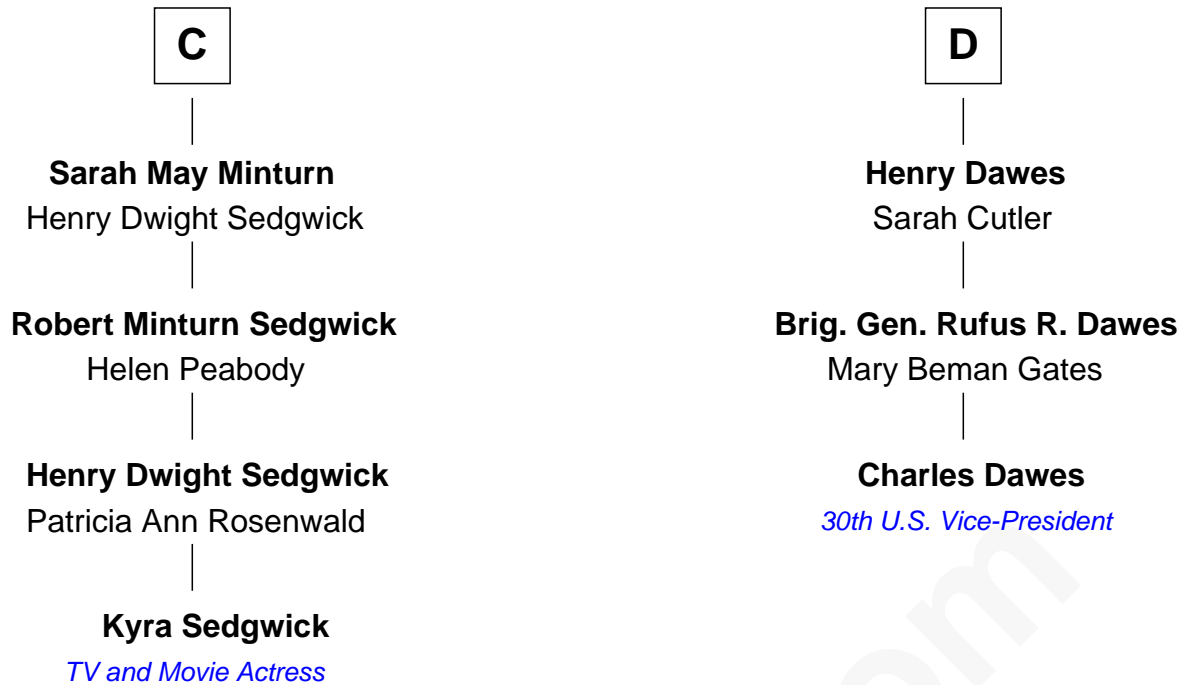 C
Sarah May Minturn
Henry Dwight Sedgwick
Robert Minturn Sedgwick
Helen Peabody
Henry Dwight Sedgwick
Patricia Ann Rosenwald
Kyra Sedgwick
TV and Movie Actress
D
Henry Dawes
Sarah Cutler
Brig. Gen. Rufus R. Dawes
Mary Beman Gates
Charles Dawes
30th U.S. Vice-President
om